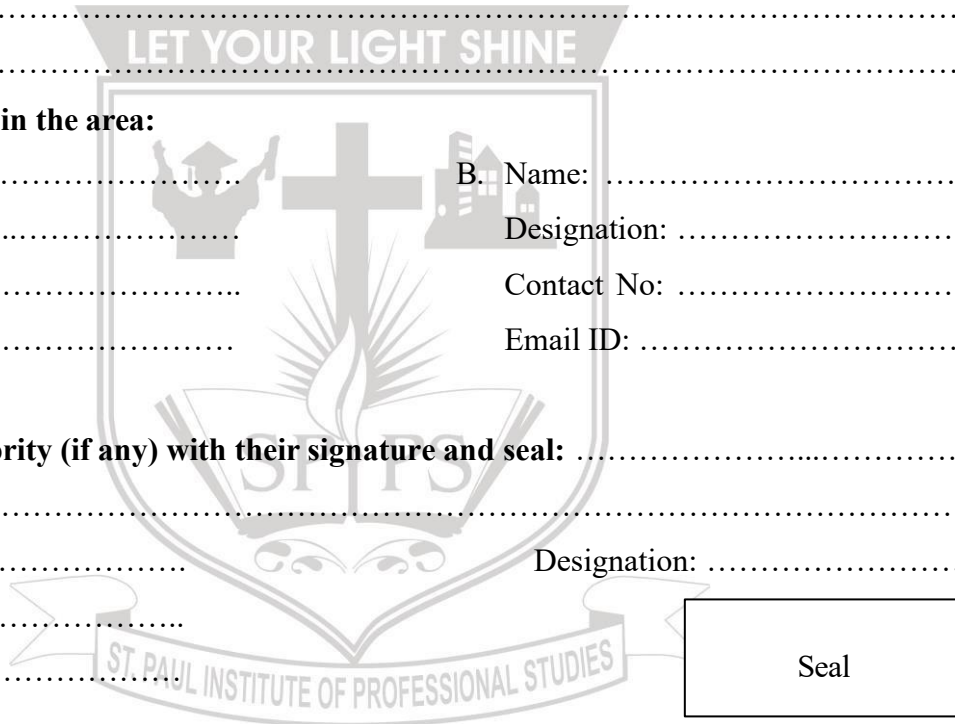 ……………………………………………………………………………
LET YOUR LIGHT SHINE
……………………………………………………………………………
in the area:
……………………. B. Name: ……………………………
..………………… Designation: ………………………
…………………….. Contact No: ………………………
…………………… Email ID: …………………………
ority (if any) with their signature and seal: …………………...…………
SPIPS
……………………………………………………………………………
………………. Designation: ……………………
………………..
Seal
………………
ST. PAUL INSTITUTE OF PROFESSIONAL STUDIES